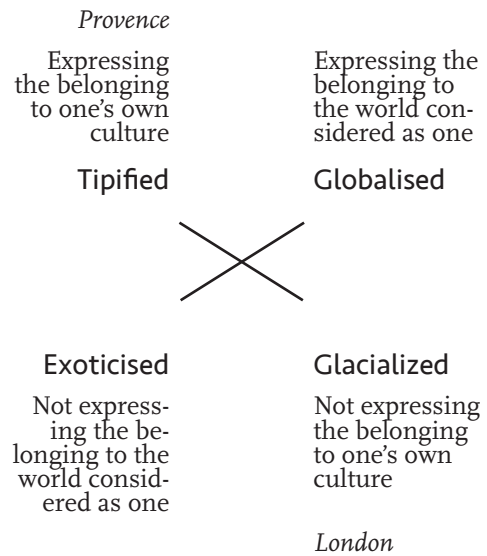 Provence
Expressing
the belonging
to one's own
culture
Tipified
Expressing the
belonging to
the world con-
sidered as one
Globalised
Exoticised
Not express-
ing the be-
longing to the
world consid-
ered as one
Glacialized
Not expressing
the belonging
to one's own
culture
London